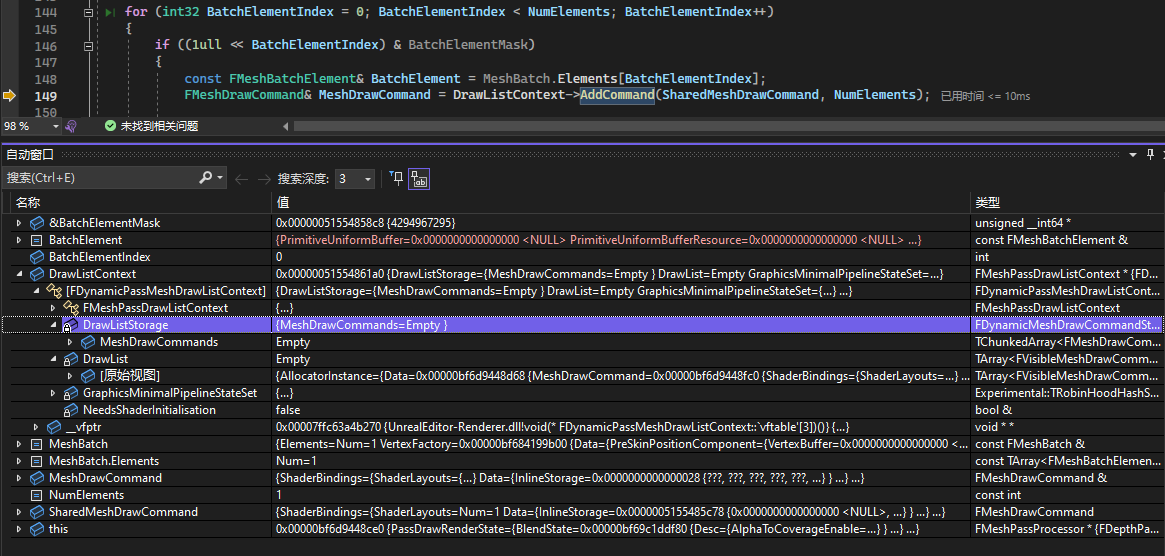 144 for (int32 BatchElementIndex = 0; BatchElementIndex < NumElements; BatchElementIndex++)
145 {
146 if ((1ull << BatchElementIndex) & BatchElementMask)
147 {
148 const FMeshBatchElement& BatchElement = MeshBatch.Elements[BatchElementIndex];
149 FMeshDrawCommand& MeshDrawCommand = DrawListContext->AddCommand(SharedMeshDrawCommand, NumElements); 已用时间 <= 10ms
150
98 % 未找到相关问题
自动窗口
搜索(Ctrl+E) 搜索深度: 3
名称 值 类型
&BatchElementMask 0x00000051554858c8 {4294967295} unsigned __int64 *
BatchElement {PrimitiveUniformBuffer=0x0000000000000000 <NULL> PrimitiveUniformBufferResource=0x0000000000000000 <NULL> ...} const FMeshBatchElement &
BatchElementIndex 0 int
DrawListContext 0x00000051554861a0 {DrawListStorage={MeshDrawCommands=Empty } DrawList=Empty GraphicsMinimalPipelineStateSet=...} FMeshPassDrawListContext * {FD...
[FDynamicPassMeshDrawListContext] {DrawListStorage={MeshDrawCommands=Empty } DrawList=Empty GraphicsMinimalPipelineStateSet={...} ...} FDynamicPassMeshDrawListCont...
FMeshPassDrawListContext {...} FMeshPassDrawListContext
DrawListStorage {MeshDrawCommands=Empty } FDynamicMeshDrawCommandSt...
MeshDrawCommands Empty TChunkedArray<FMeshDrawCom...
DrawList Empty TArray<FVisibleMeshDrawComm...
[原始视图] {AllocatorInstance={Data=0x00000bf6d9448d68 {MeshDrawCommand=0x00000bf6d9448fc0 {ShaderBindings={ShaderLayouts=...} ... TArray<FVisibleMeshDrawComm...
GraphicsMinimalPipelineStateSet {...} Experimental::TRobinHoodHashS...
NeedsShaderInitialisation false bool &
__vfptr 0x00007ffc63a4b270 {UnrealEditor-Renderer.dll!void(* FDynamicPassMeshDrawListContext::`vftable'[3])()} {...} void * *
MeshBatch {Elements=Num=1 VertexFactory=0x00000bf684199b00 {Data={PreSkinPositionComponent={VertexBuffer=0x0000000000000000 <... const FMeshBatch &
MeshBatch.Elements Num=1 const TArray<FMeshBatchElemen...
MeshDrawCommand {ShaderBindings={ShaderLayouts={...} Data={InlineStorage=0x0000000000000028 {???, ???, ???, ???, ???, ...} } ...} ...} FMeshDrawCommand &
NumElements 1 const int
SharedMeshDrawCommand {ShaderBindings={ShaderLayouts=Num=1 Data={InlineStorage=0x0000005155485c78 {0x0000000000000000 <NULL>, ...} } ...} ...} FMeshDrawCommand
this 0x00000bf6d9448ce0 {PassDrawRenderState={BlendState=0x00000bf69c1ddf80 {Desc={AlphaToCoverageEnable=...} } ...} ...} FMeshPassProcessor * {FDepthPa...